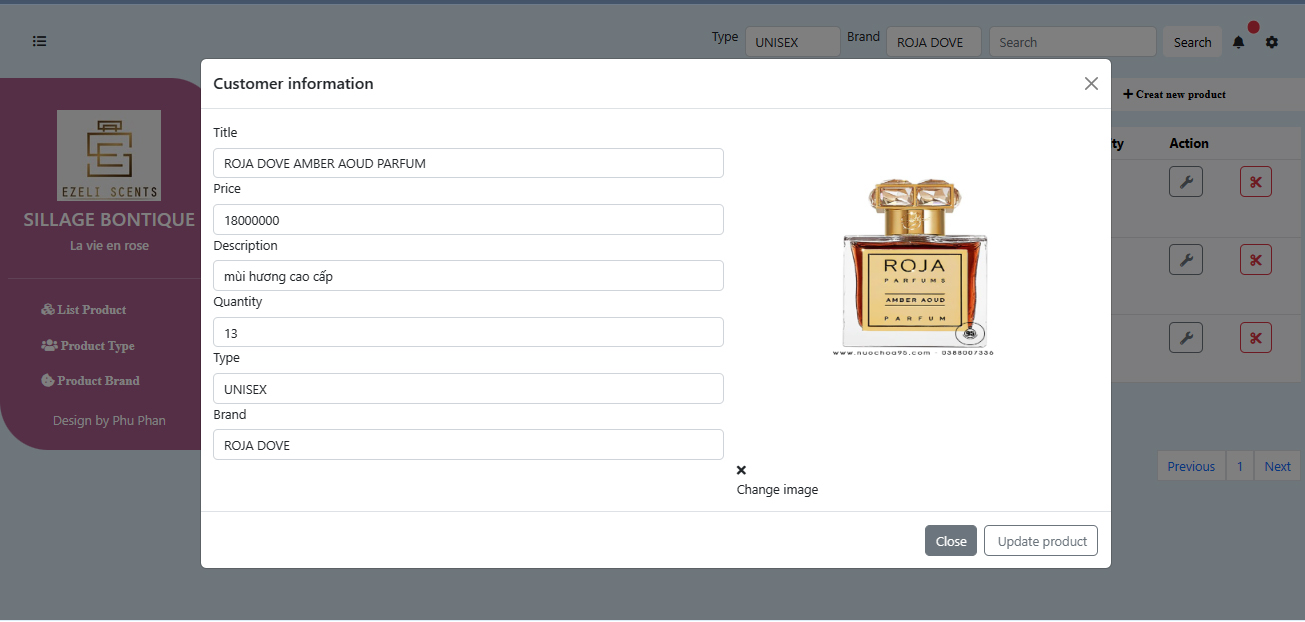 Type UNISEX Brand ROJA DOVE Search Search
Customer information
Creat new product
EZELI SCENTS
SILLAGE BONTIQUE
La vie en rose
List Product
Product Type
Product Brand
Design by Phu Phan
Title
ROJA DOVE AMBER AOUD PARFUM
Price
18000000
Description
mùi hương cao cấp
Quantity
13
Type
UNISEX
Brand
ROJA DOVE
ROJA
PARFUMS
AMBER AOUD
PARFUM
95
www.nuochoa95.com - 0388007336
Change image
ty Action
Previous 1 Next
Close Update product